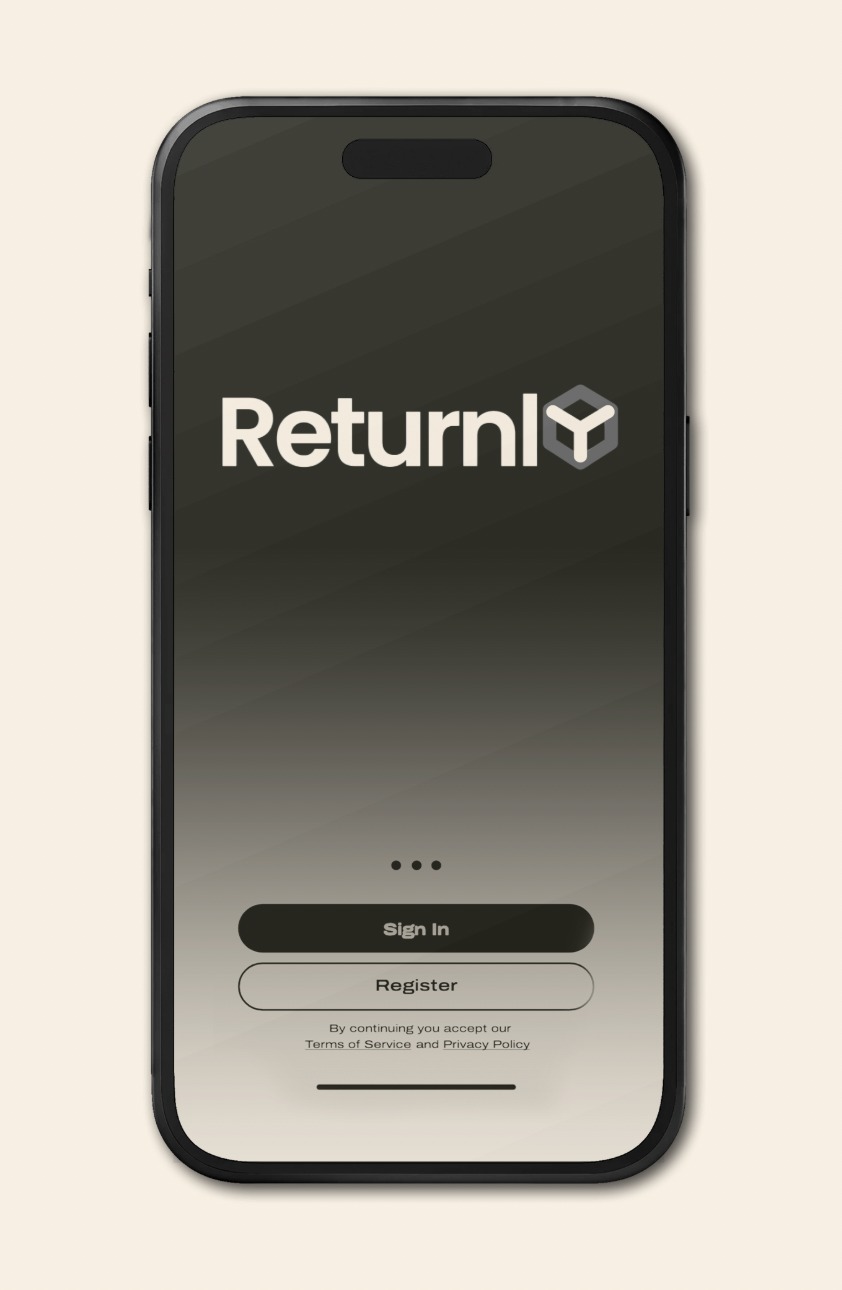 Returnly
Sign In
Register
By continuing you accept our
Terms of Service and Privacy Policy